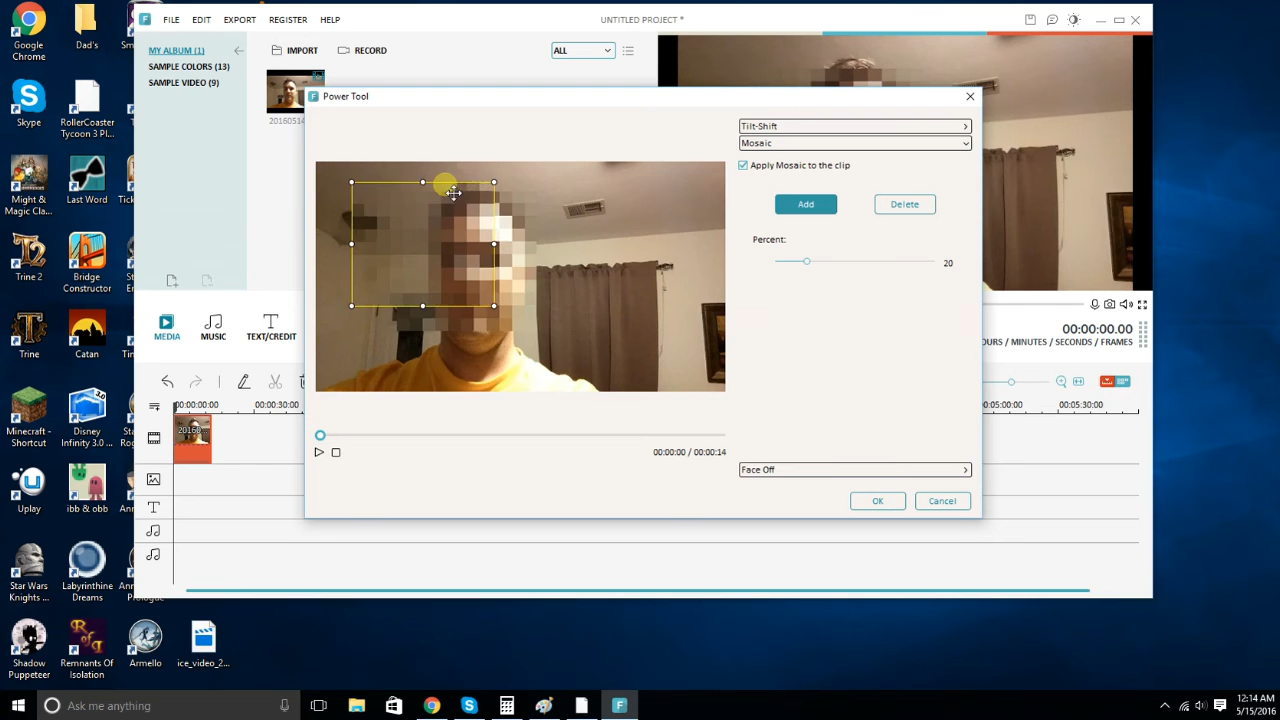 FILE EDIT EXPORT REGISTER HELP UNTITLED PROJECT *
MY ALBUM (1)
SAMPLE COLORS (13)
SAMPLE VIDEO (9)
IMPORT RECORD ALL
Power Tool
Tilt-Shift
Mosaic
Apply Mosaic to the clip
Add Delete
Percent:
20
00:00:00 / 00:00:14
Face Off
OK Cancel
MEDIA MUSIC TEXT/CREDIT
00:00:00.00
OURS / MINUTES / SECONDS / FRAMES
00:00:00:00 00:00:30:00 00:05:00:00 00:05:30:00
20160...
2016051
Google Chrome
Dad's
Skype
RollerCoaster Tycoon 3 Pl...
Might & Magic Cla...
Last Word
Trine 2
Bridge Constructor
Trine
Catan
Minecraft - Shortcut
Disney Infinity 3.0 ...
Uplay
ibb & obb
Star Wars Knights ...
Labyrinthine Dreams
Prologue
Shadow Puppeteer
Remnants Of Isolation
Armello
ice_video_2...
Ask me anything
12:14 AM
5/15/2016